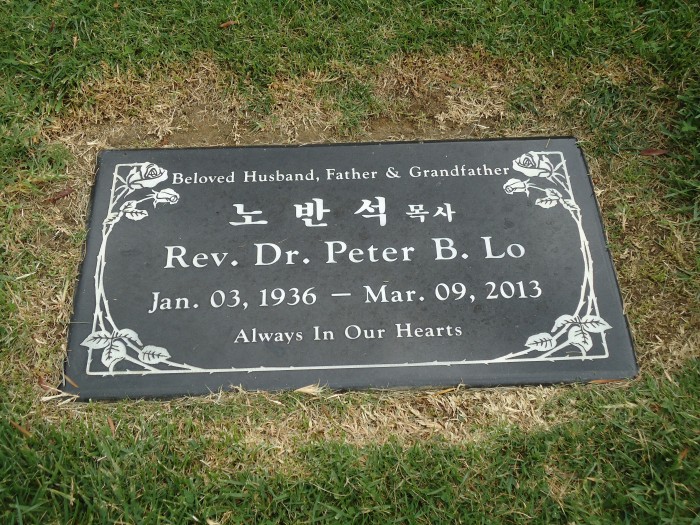 Beloved Husband, Father & Grandfather
노반석 목사
Rev. Dr. Peter B. Lo
Jan. 03, 1936 – Mar. 09, 2013
Always In Our Hearts